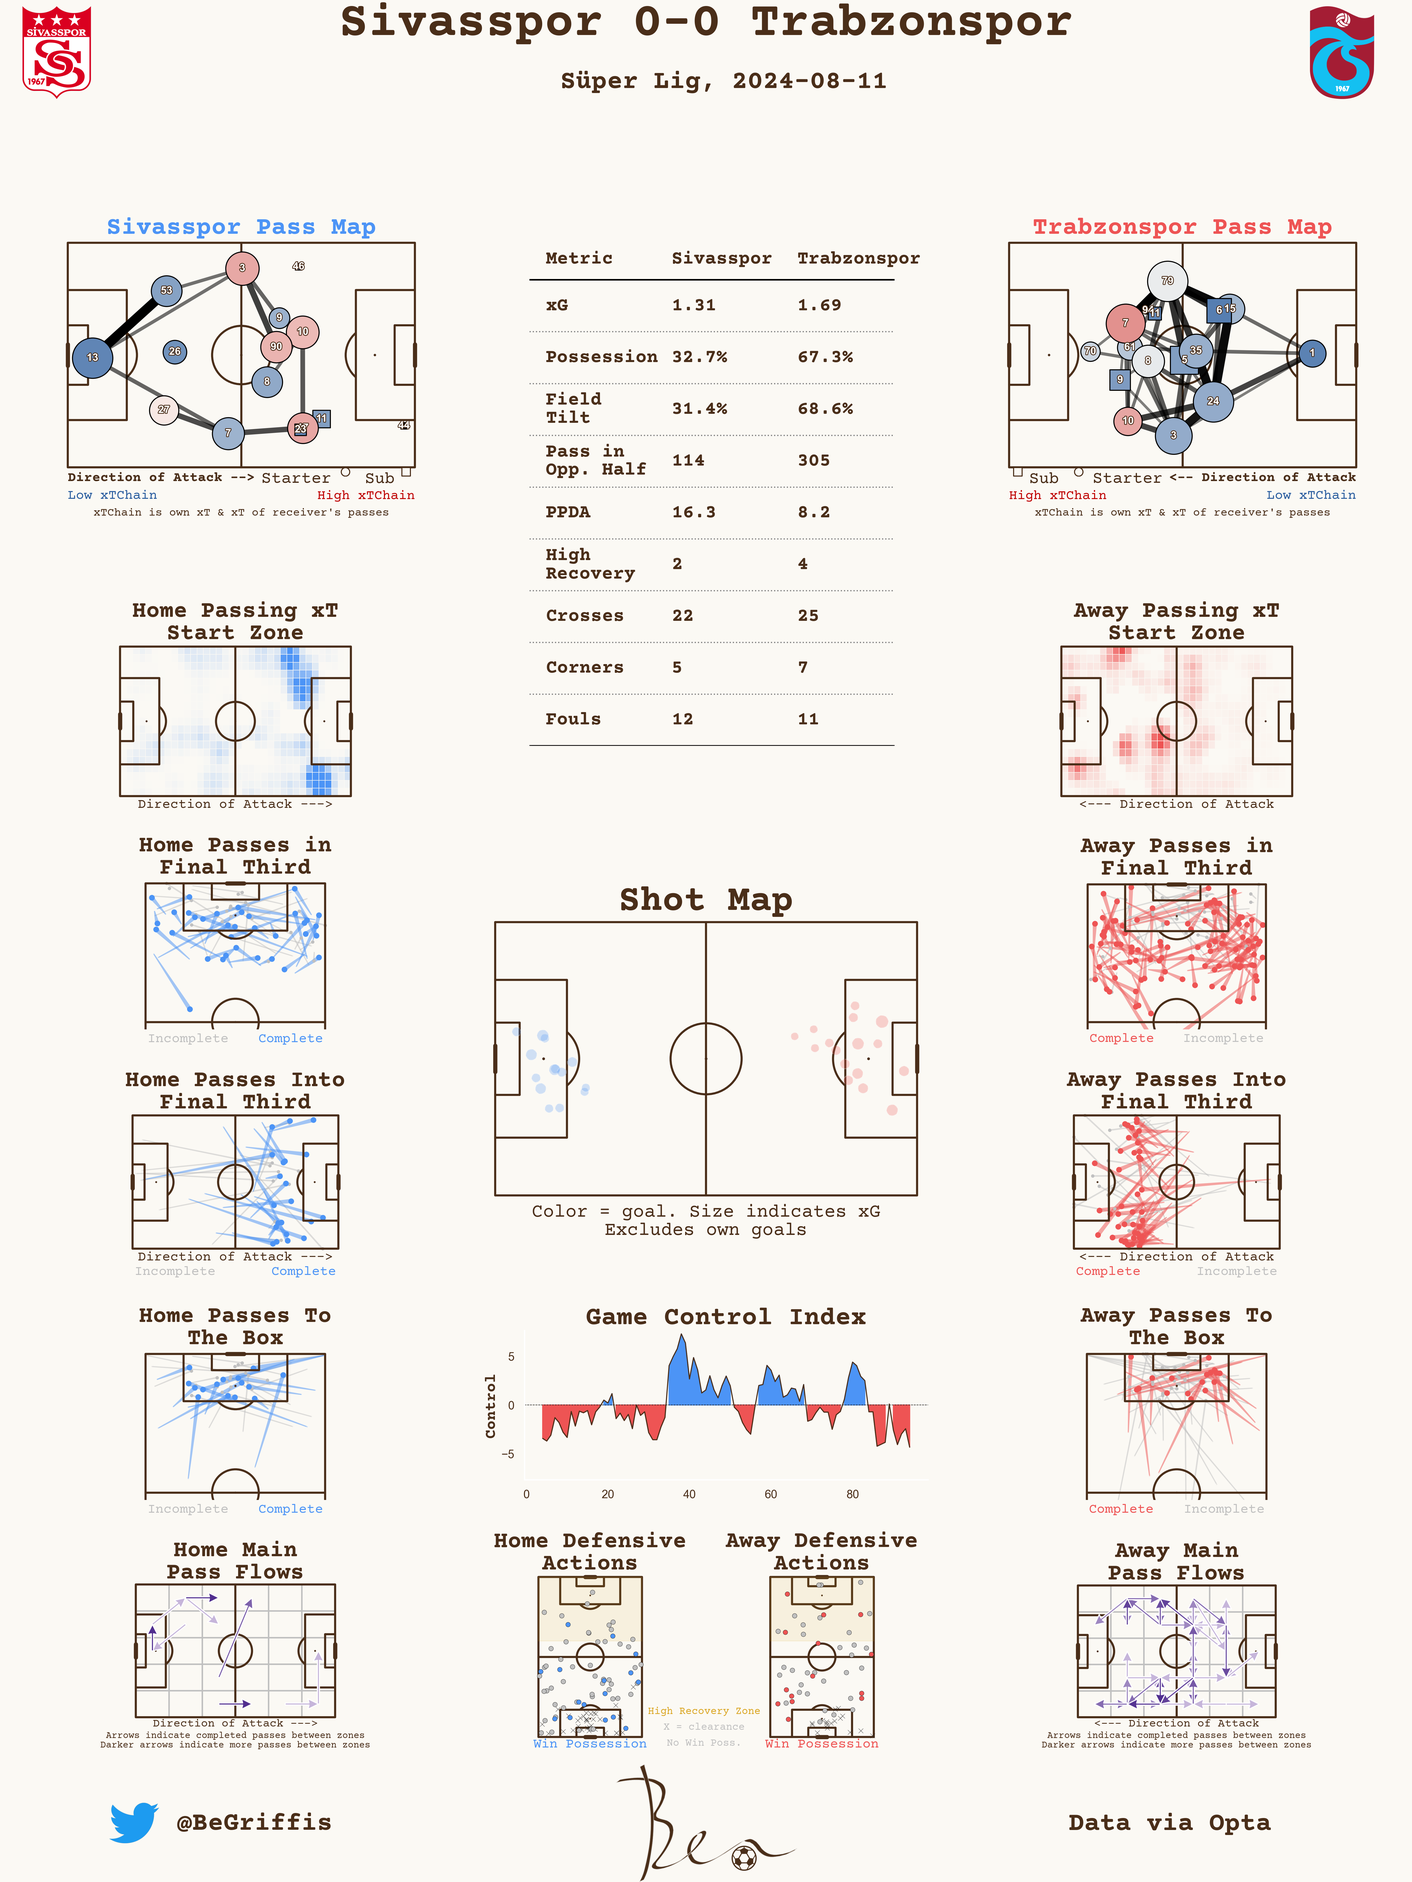 Sivasspor 0-0 Trabzonspor
Süper Lig, 2024-08-11
SİVASSPOR
1967
1967
Sivasspor Pass Map
3
46
53
9
10
90
13
26
8
27
7
23
11
44
Direction of Attack --> Starter Sub
Low xTChain High xTChain
xTChain is own xT & xT of receiver's passes
Metric Sivasspor Trabzonspor
xG 1.31 1.69
Possession 32.7% 67.3%
Field
Tilt 31.4% 68.6%
Pass in
Opp. Half 114 305
PPDA 16.3 8.2
High
Recovery 2 4
Crosses 22 25
Corners 5 7
Fouls 12 11
Trabzonspor Pass Map
79
11
6
15
7
70
61
8
5
35
1
9
24
10
3
Sub Starter <-- Direction of Attack
High xTChain Low xTChain
xTChain is own xT & xT of receiver's passes
Home Passing xT
Start Zone
Direction of Attack --->
Away Passing xT
Start Zone
<--- Direction of Attack
Home Passes in
Final Third
Incomplete Complete
Away Passes in
Final Third
Complete Incomplete
Shot Map
Color = goal. Size indicates xG
Excludes own goals
Home Passes Into
Final Third
Direction of Attack --->
Incomplete Complete
Away Passes Into
Final Third
<--- Direction of Attack
Complete Incomplete
Home Passes To
The Box
Incomplete Complete
Game Control Index
Control
5
0
−5
0 20 40 60 80
Away Passes To
The Box
Complete Incomplete
Home Main
Pass Flows
Direction of Attack --->
Arrows indicate completed passes between zones
Darker arrows indicate more passes between zones
Home Defensive
Actions
Win Possession
Away Defensive
Actions
Win Possession
High Recovery Zone
X = clearance
No Win Poss.
Away Main
Pass Flows
<--- Direction of Attack
Arrows indicate completed passes between zones
Darker arrows indicate more passes between zones
@BeGriffis
Ben
Data via Opta